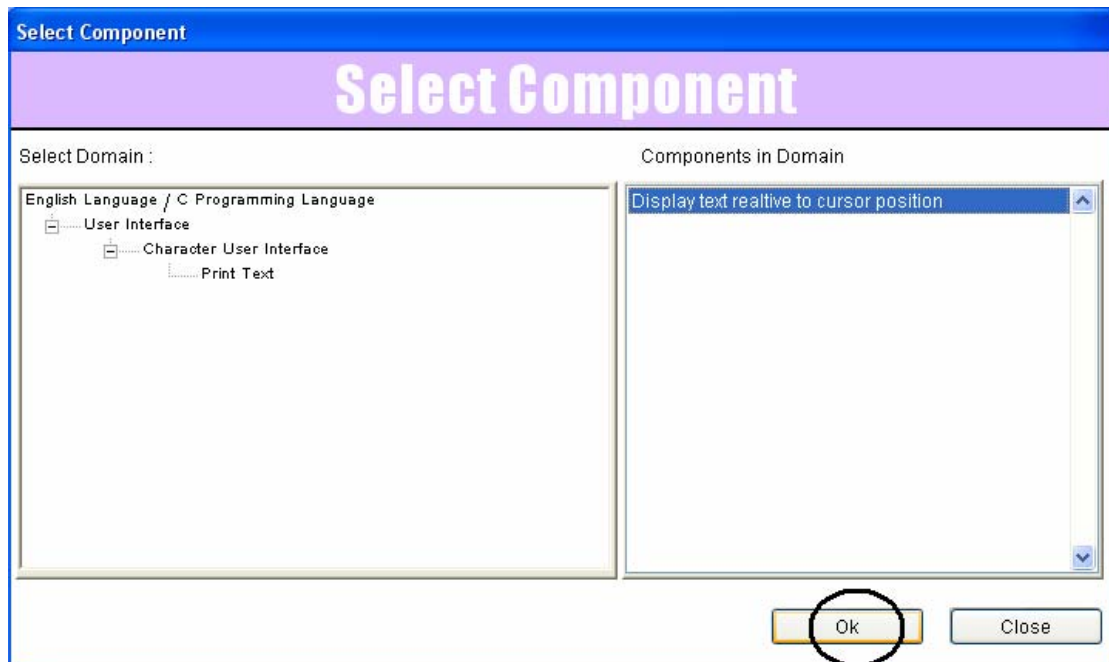 Select Component
Select Component
Select Domain :
English Language / C Programming Language
User Interface
Character User Interface
Print Text
Components in Domain
Display text realtive to cursor position
Ok
Close